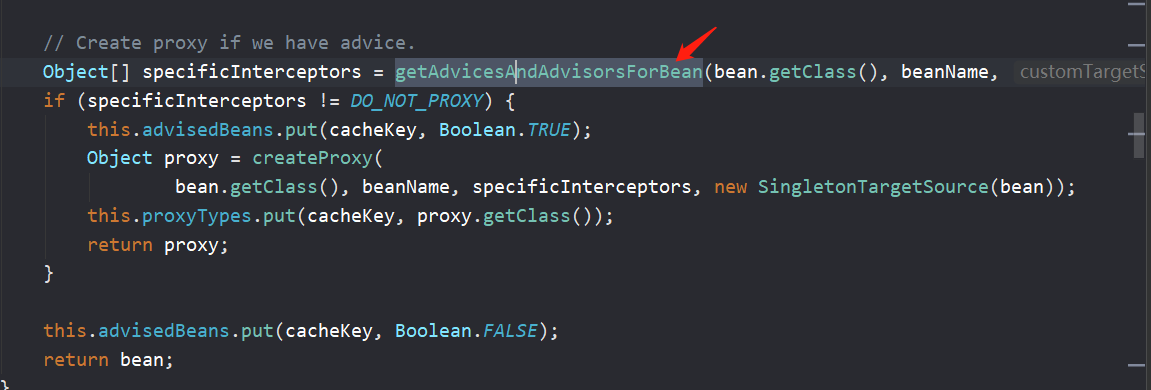 // Create proxy if we have advice.
Object[] specificInterceptors = getAdvicesAndAdvisorsForBean(bean.getClass(), beanName, customTargetS
if (specificInterceptors != DO_NOT_PROXY) {
this.advisedBeans.put(cacheKey, Boolean.TRUE);
Object proxy = createProxy(
bean.getClass(), beanName, specificInterceptors, new SingletonTargetSource(bean));
this.proxyTypes.put(cacheKey, proxy.getClass());
return proxy;
}
this.advisedBeans.put(cacheKey, Boolean.FALSE);
return bean;
}